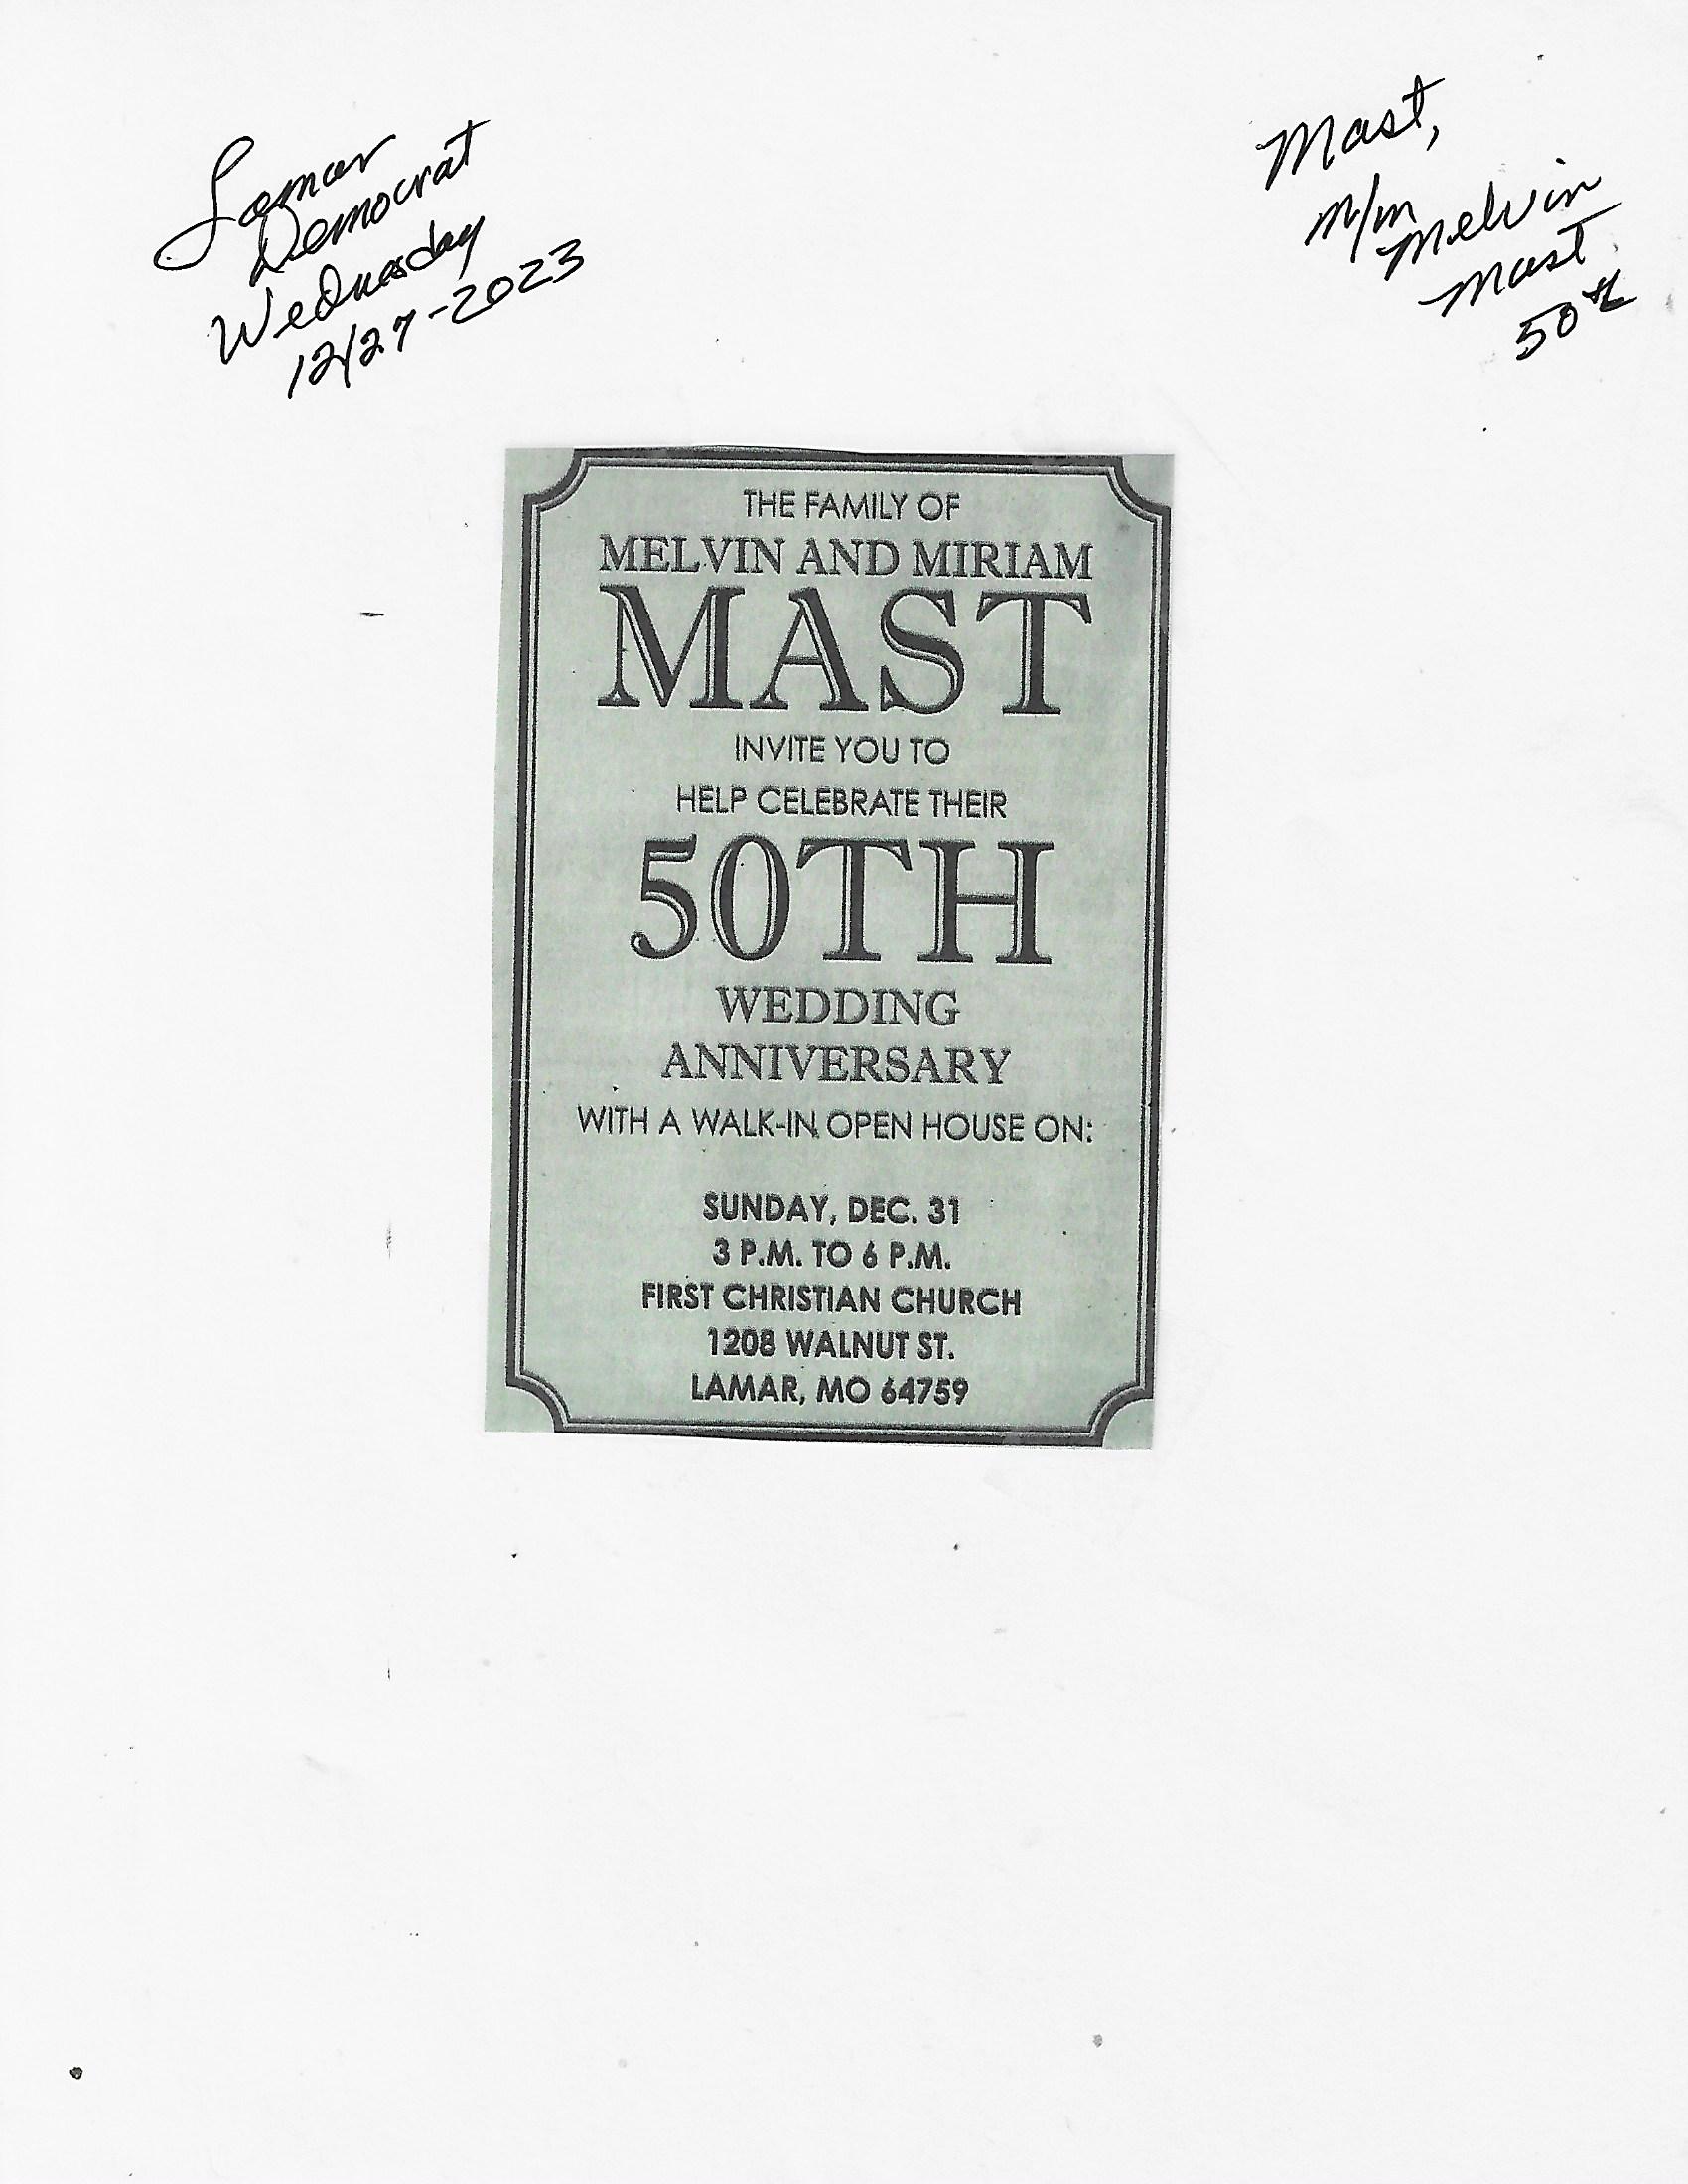 Lamar
Democrat
Wednesday
12/27-2023
Mast,
m/m
Melvin
Mast
50th
THE FAMILY OF
MELVIN AND MIRIAM
MAST
INVITE YOU TO
HELP CELEBRATE THEIR
50TH
WEDDING
ANNIVERSARY
WITH A WALK-IN OPEN HOUSE ON:
SUNDAY, DEC. 31
3 P.M. TO 6 P.M.
FIRST CHRISTIAN CHURCH
1208 WALNUT ST.
LAMAR, MO 64759